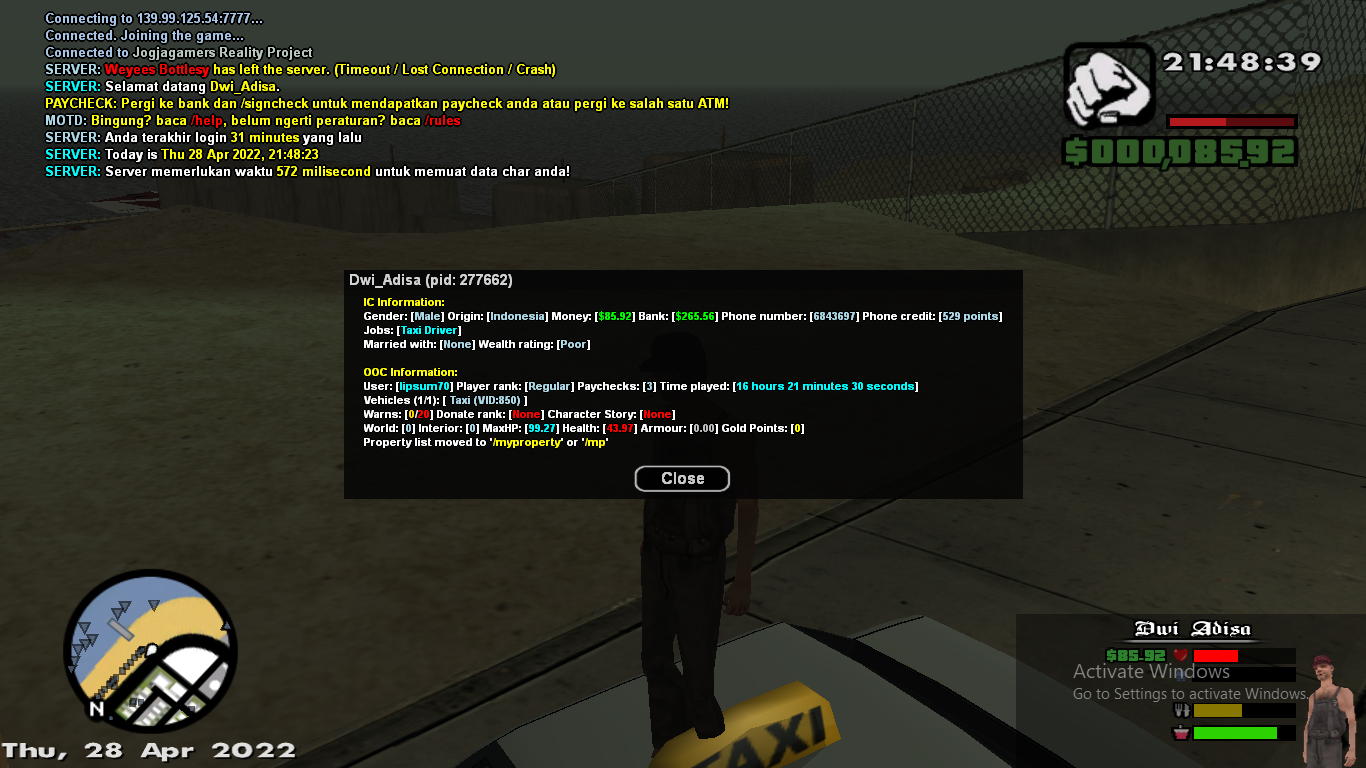 Connecting to 139.99.125.54:7777...
Connected. Joining the game...
Connected to Jogjagamers Reality Project
SERVER: Wayees Bottlesy has left the server. (Timeout / Lost Connection / Crash)
SERVER: Selamat datang Dwi_Adisa.
PAYCHECK: Pergi ke bank dan /signcheck untuk mendapatkan paycheck anda atau pergi ke salah satu ATM!
MOTD: Bingung? baca /help, belum ngerti peraturan? baca /rules
SERVER: Anda terakhir login 31 minutes yang lalu
SERVER: Today is Thu 28 Apr 2022, 21:48:23
SERVER: Server memerlukan waktu 572 milisecond untuk memuat data char anda!
21:48:39
$000,085.92
Dwi_Adisa (pid: 277662)
IC Information:
Gender: [Male] Origin: [Indonesia] Money: [$85.92] Bank: [$265.56] Phone number: [6843697] Phone credit: [529 points]
Jobs: [Taxi Driver]
Married with: [None] Wealth rating: [Poor]
OOC Information:
User: [lipsum70] Player rank: [Regular] Paychecks: [3] Time played: [16 hours 21 minutes 30 seconds]
Vehicles (1/1): [ Taxi (VID:850) ]
Warns: [0/20] Donate rank: [None] Character Story: [None]
World: [0] Interior: [0] MaxHP: [99.27] Health: [43.97] Armour: [0.00] Gold Points: [0]
Property list moved to '/myproperty' or '/mp'
Close
N
TAXI
Thu, 28 Apr 2022
Dwi Adisa
$85.92
Activate Windows
Go to Settings to activate Windows.